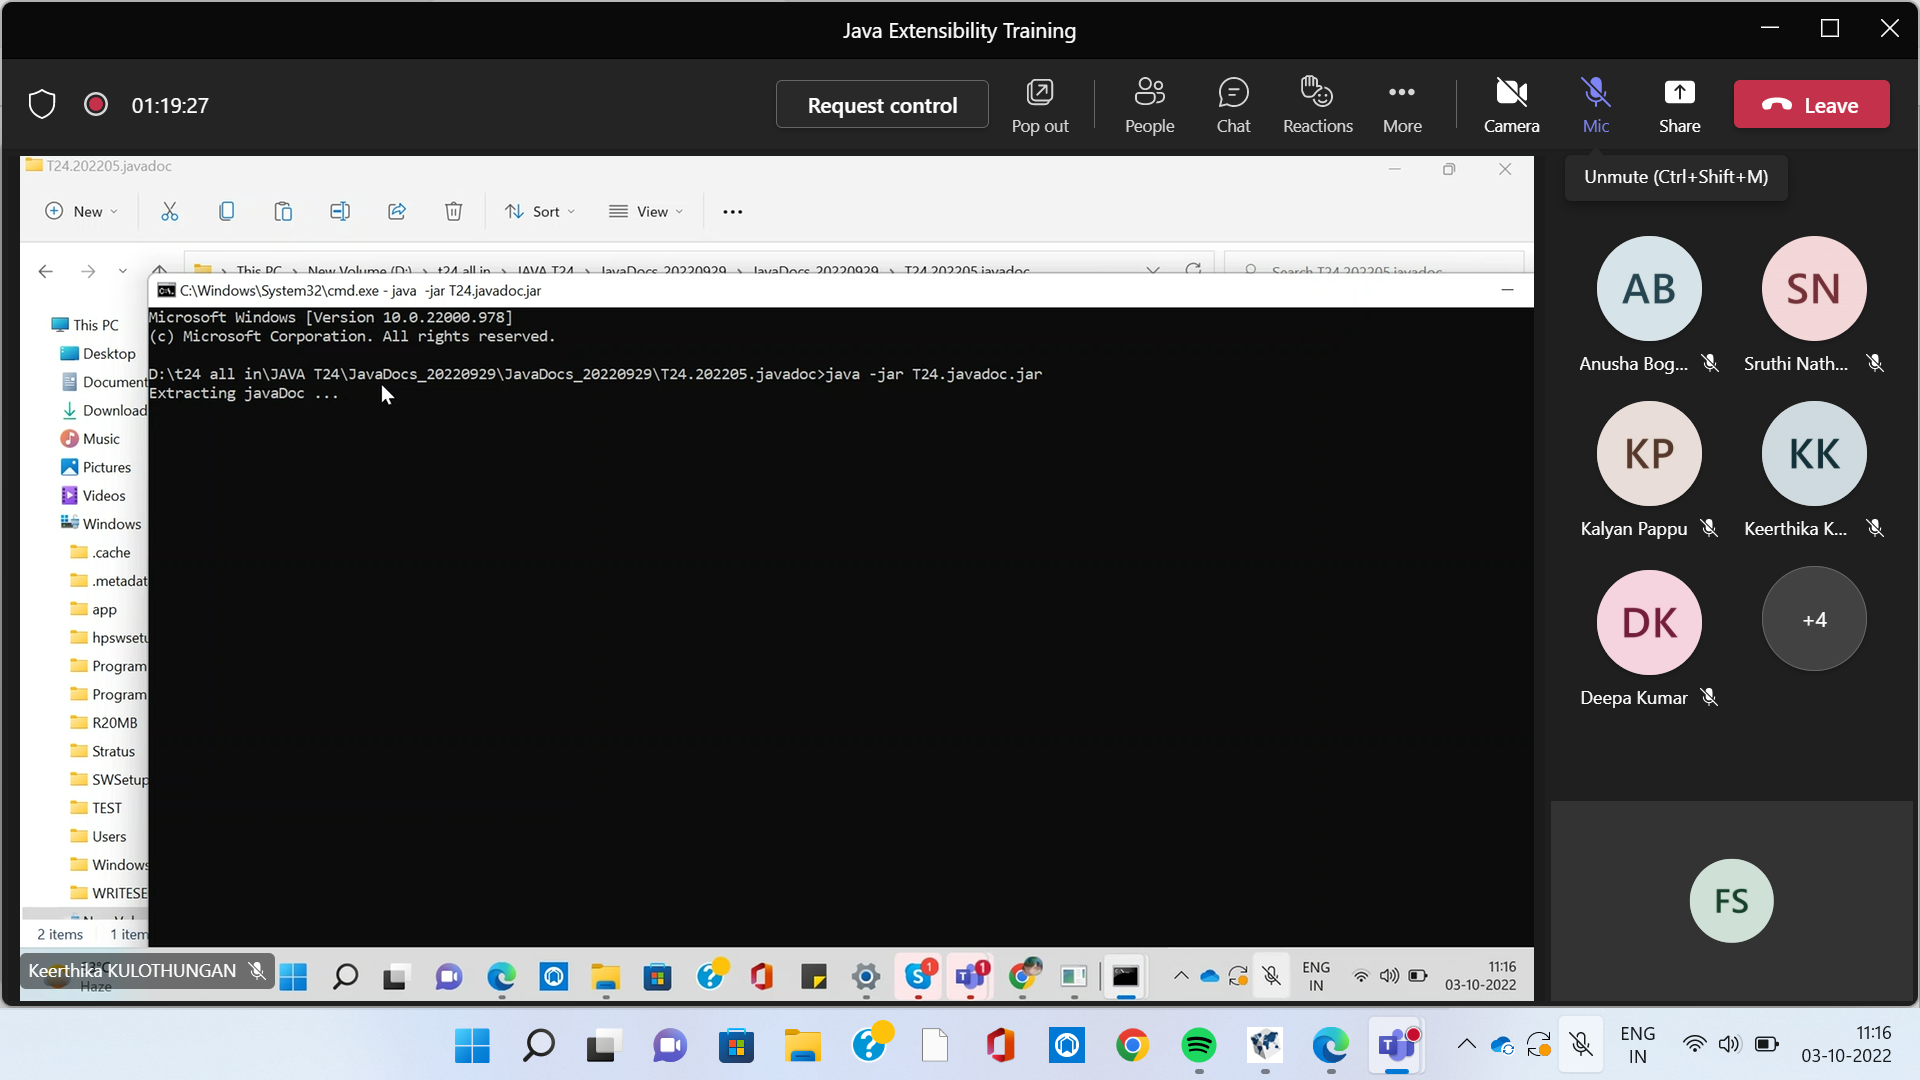 Java Extensibility Training
01:19:27
Request control
Pop out
People
Chat
Reactions
More
Camera
Mic
Share
Leave
Unmute (Ctrl+Shift+M)
T24.202205.javadoc
New
Sort
View
This PC > New Volume (D:) > t24 all in > JAVA T24 > JavaDocs_20220929 > JavaDocs_20220929 > T24.202205.javadoc
Search T24.202205.javadoc
C:\Windows\System32\cmd.exe - java  -jar T24.javadoc.jar
Microsoft Windows [Version 10.0.22000.978]
(c) Microsoft Corporation. All rights reserved.
D:\t24 all in\JAVA T24\JavaDocs_20220929\JavaDocs_20220929\T24.202205.javadoc>java -jar T24.javadoc.jar
Extracting javaDoc ...
This PC
Desktop
Document
Download
Music
Pictures
Videos
Windows
.cache
.metadat
app
hpswsetu
Program
Program
R20MB
Stratus
SWSetup
TEST
Users
Windows
WRITESE
2 items
1 item
Keerthika KULOTHUNGAN
Haze
ENG
IN
11:16
03-10-2022
AB
Anusha Bog...
SN
Sruthi Nath...
KP
Kalyan Pappu
KK
Keerthika K...
DK
Deepa Kumar
+4
FS
ENG
IN
11:16
03-10-2022